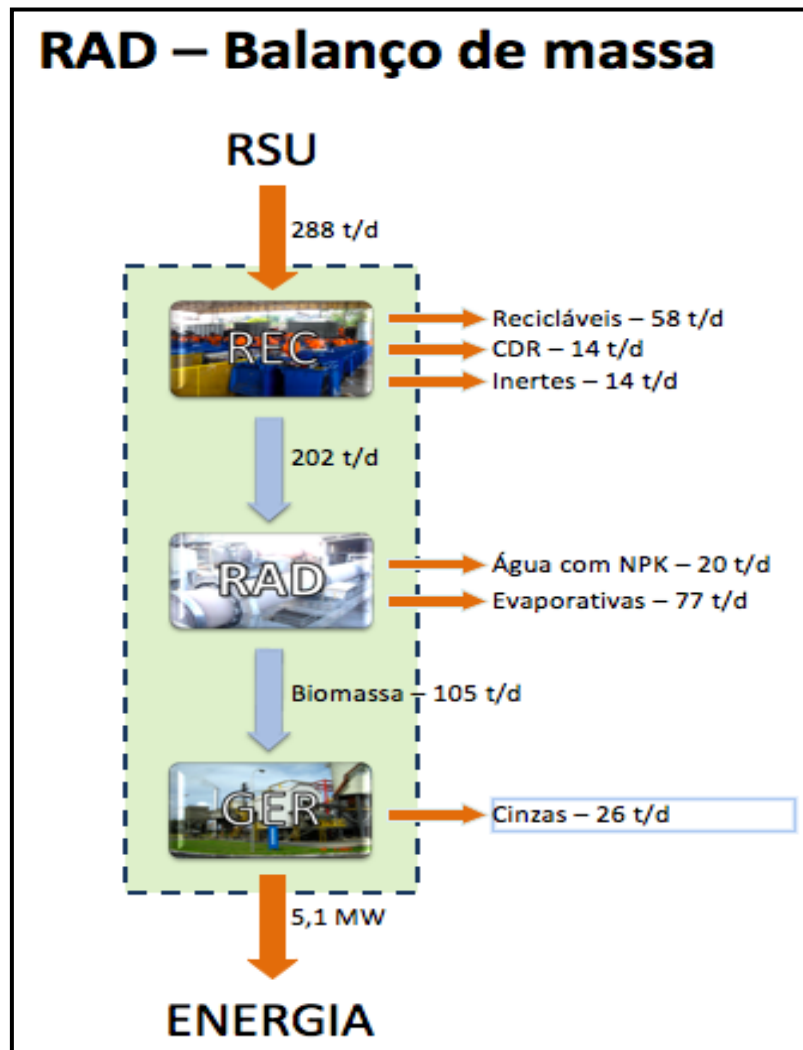 RAD – Balanço de massa
RSU
288 t/d
REC
Recicláveis – 58 t/d
CDR – 14 t/d
Inertes – 14 t/d
202 t/d
RAD
Água com NPK – 20 t/d
Evaporativas – 77 t/d
Biomassa – 105 t/d
GER
Cinzas – 26 t/d
5,1 MW
ENERGIA